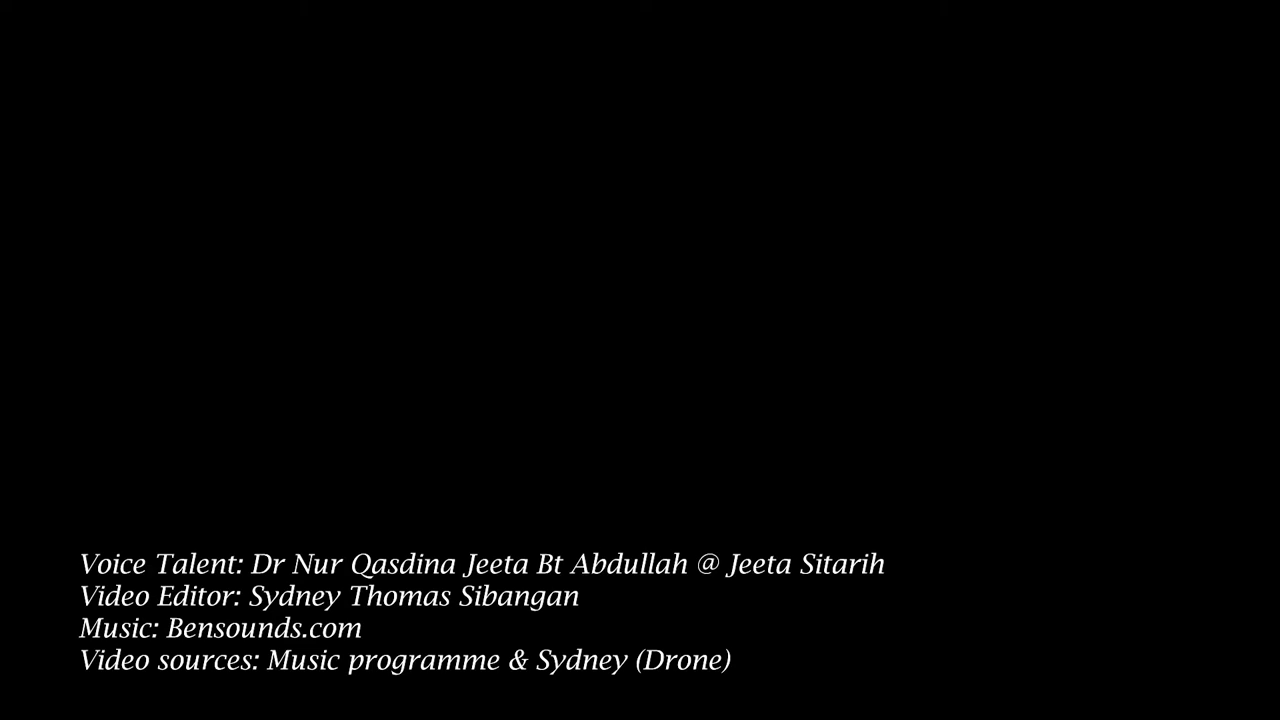 Voice Talent: Dr Nur Qasdina Jeeta Bt Abdullah @ Jeeta Sitarih
Video Editor: Sydney Thomas Sibangan
Music: Bensounds.com
Video sources: Music programme & Sydney (Drone)